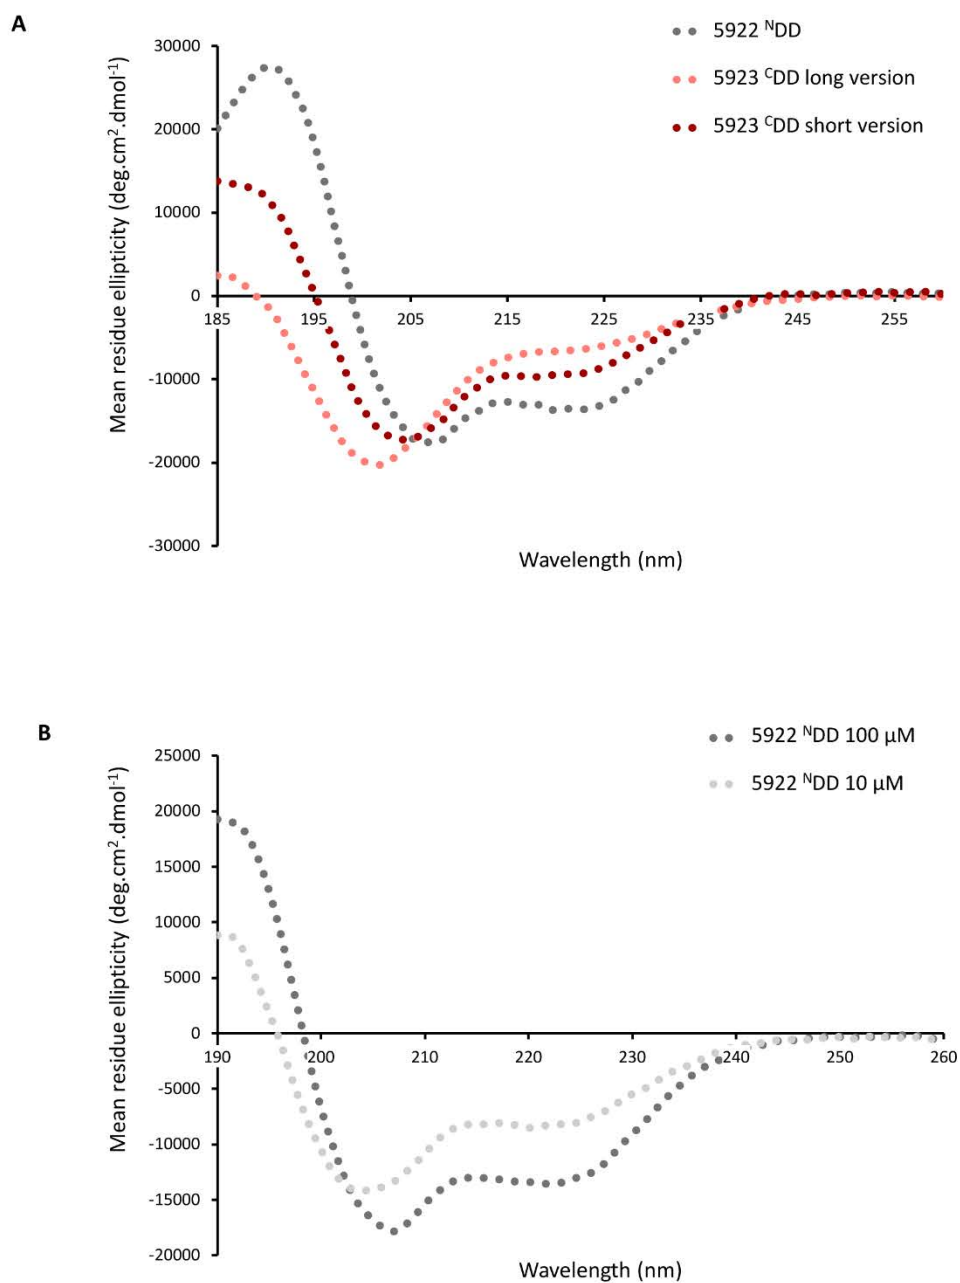 A
5922 ᴺDD
5923 ᶜDD long version
5923 ᶜDD short version
Mean residue ellipticity (deg.cm².dmol⁻¹)
30000
20000
10000
0
-10000
-20000
-30000
185 195 205 215 225 235 245 255
Wavelength (nm)
B
5922 ᴺDD 100 µM
5922 ᴺDD 10 µM
Mean residue ellipticity (deg.cm².dmol⁻¹)
25000
20000
15000
10000
5000
0
-5000
-10000
-15000
-20000
190 200 210 220 230 240 250 260
Wavelength (nm)